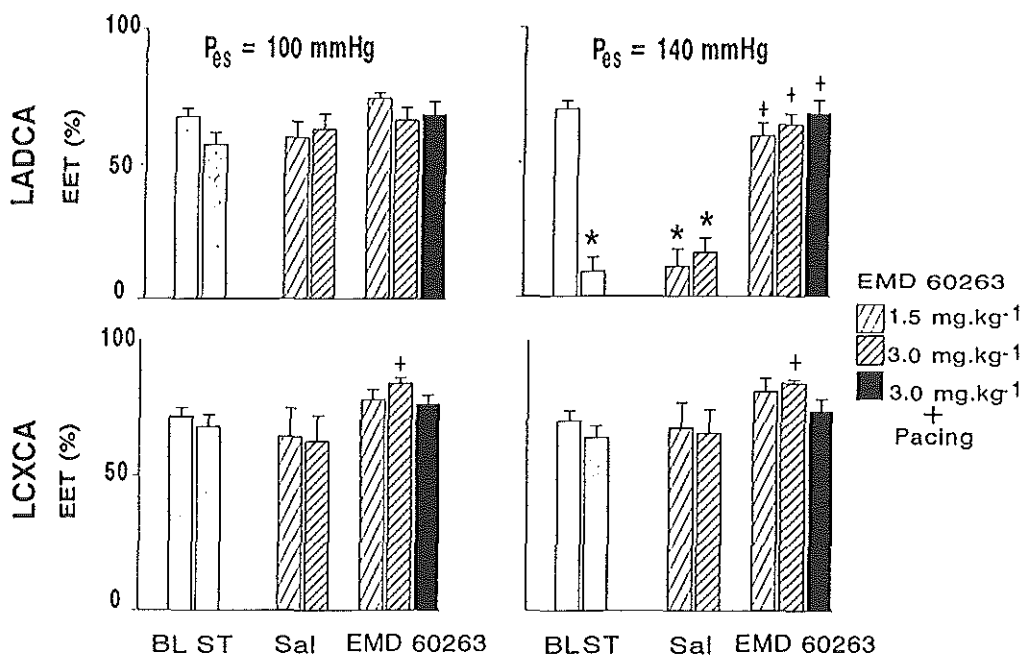 Pes = 100 mmHg
Pes = 140 mmHg
LADCA
EET (%)
100
50
0
+
+
+
*
*
*
EMD 60263
1.5 mg.kg-1
3.0 mg.kg-1
3.0 mg.kg-1
+
Pacing
LCXCA
EET (%)
100
50
0
+
+
BL ST Sal EMD 60263
BL ST Sal EMD 60263